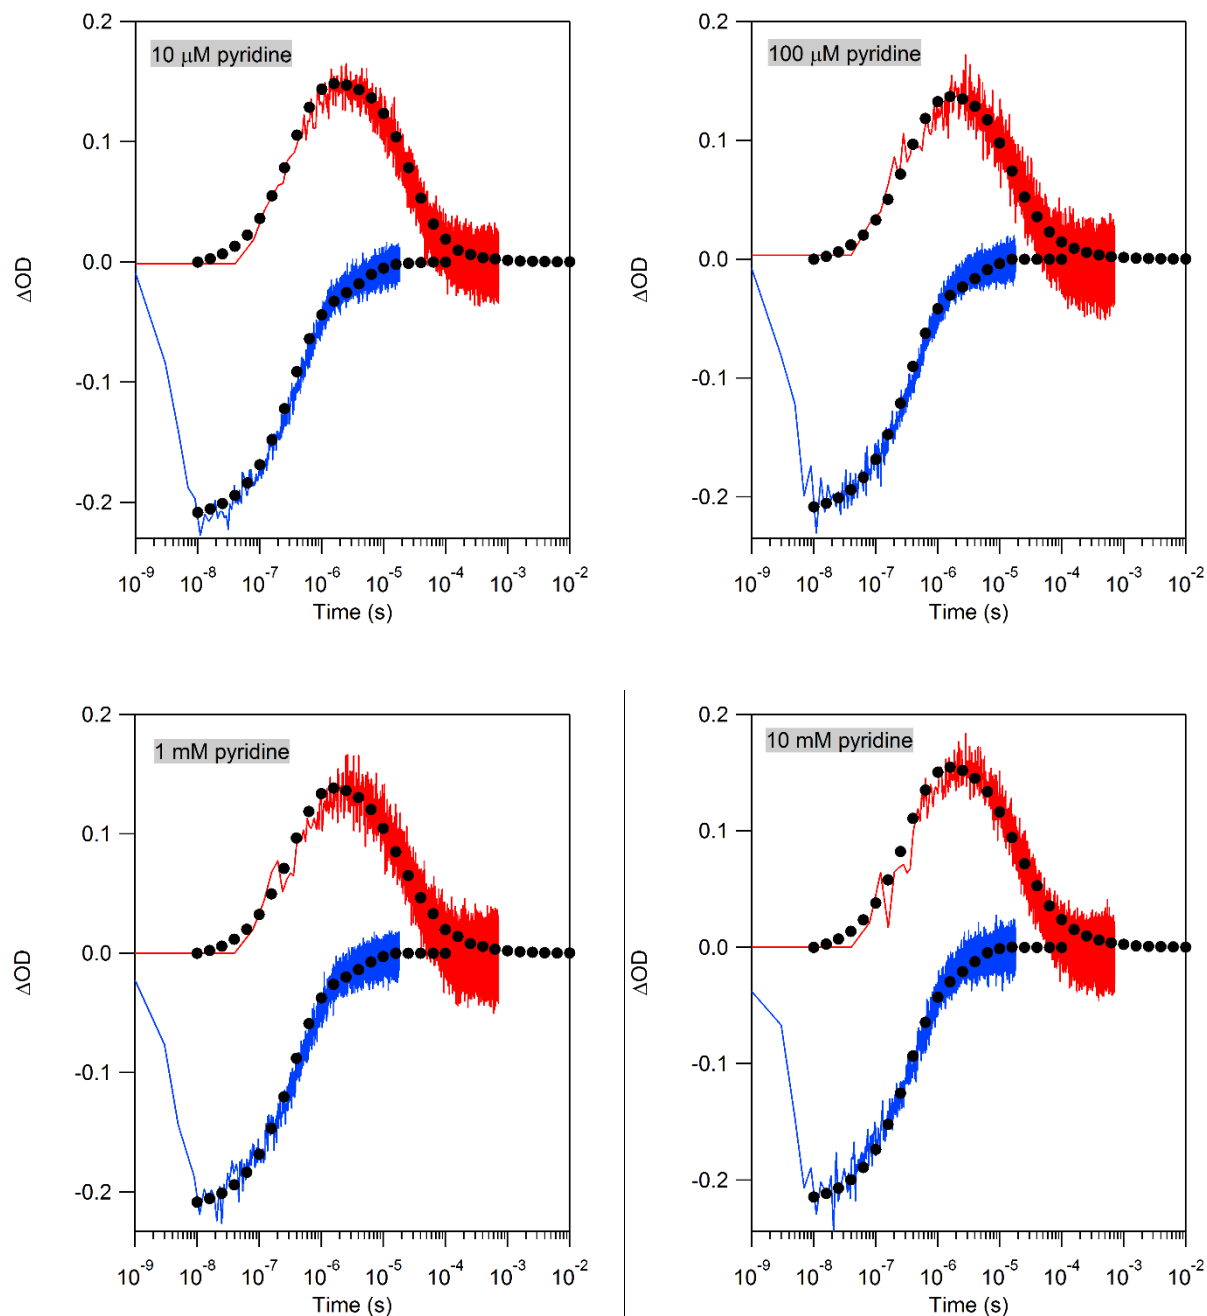 0.2
0.1
0.0
-0.1
-0.2
ΔOD
10 μM pyridine
10⁻⁹ 10⁻⁸ 10⁻⁷ 10⁻⁶ 10⁻⁵ 10⁻⁴ 10⁻³ 10⁻²
Time (s)
0.2
0.1
0.0
-0.1
-0.2
ΔOD
100 μM pyridine
10⁻⁹ 10⁻⁸ 10⁻⁷ 10⁻⁶ 10⁻⁵ 10⁻⁴ 10⁻³ 10⁻²
Time (s)
0.2
0.1
0.0
-0.1
-0.2
ΔOD
1 mM pyridine
10⁻⁹ 10⁻⁸ 10⁻⁷ 10⁻⁶ 10⁻⁵ 10⁻⁴ 10⁻³ 10⁻²
Time (s)
0.2
0.1
0.0
-0.1
-0.2
ΔOD
10 mM pyridine
10⁻⁹ 10⁻⁸ 10⁻⁷ 10⁻⁶ 10⁻⁵ 10⁻⁴ 10⁻³ 10⁻²
Time (s)